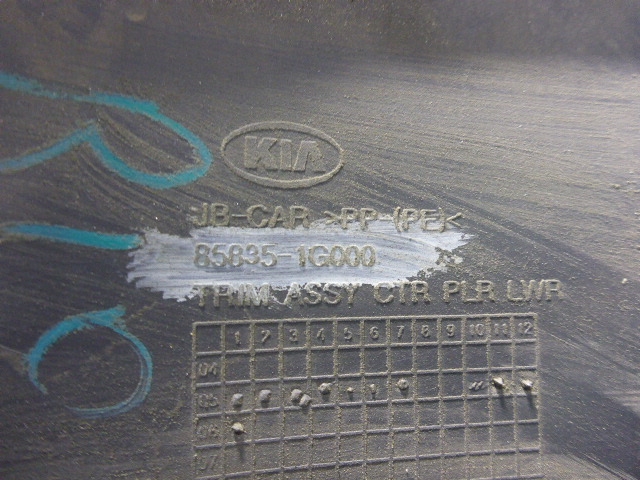 KIA
JB-CAR >PP-(PE)<
85835-1G000
TRIM ASSY CTR PLR LWR
1 2 3 4 5 6 7 8 9 10 11 12
04
05
06
07
RIO